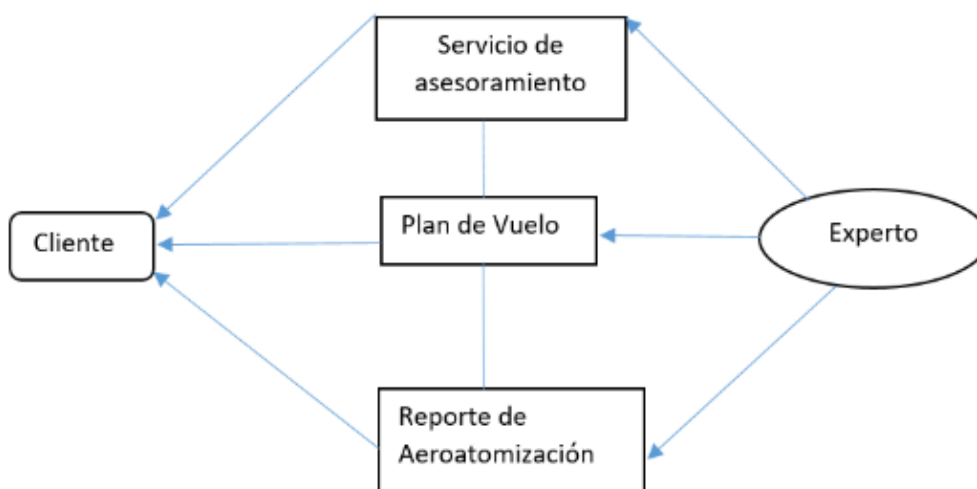 Servicio de
asesoramiento
Plan de Vuelo
Cliente
Experto
Reporte de
Aeroatomización